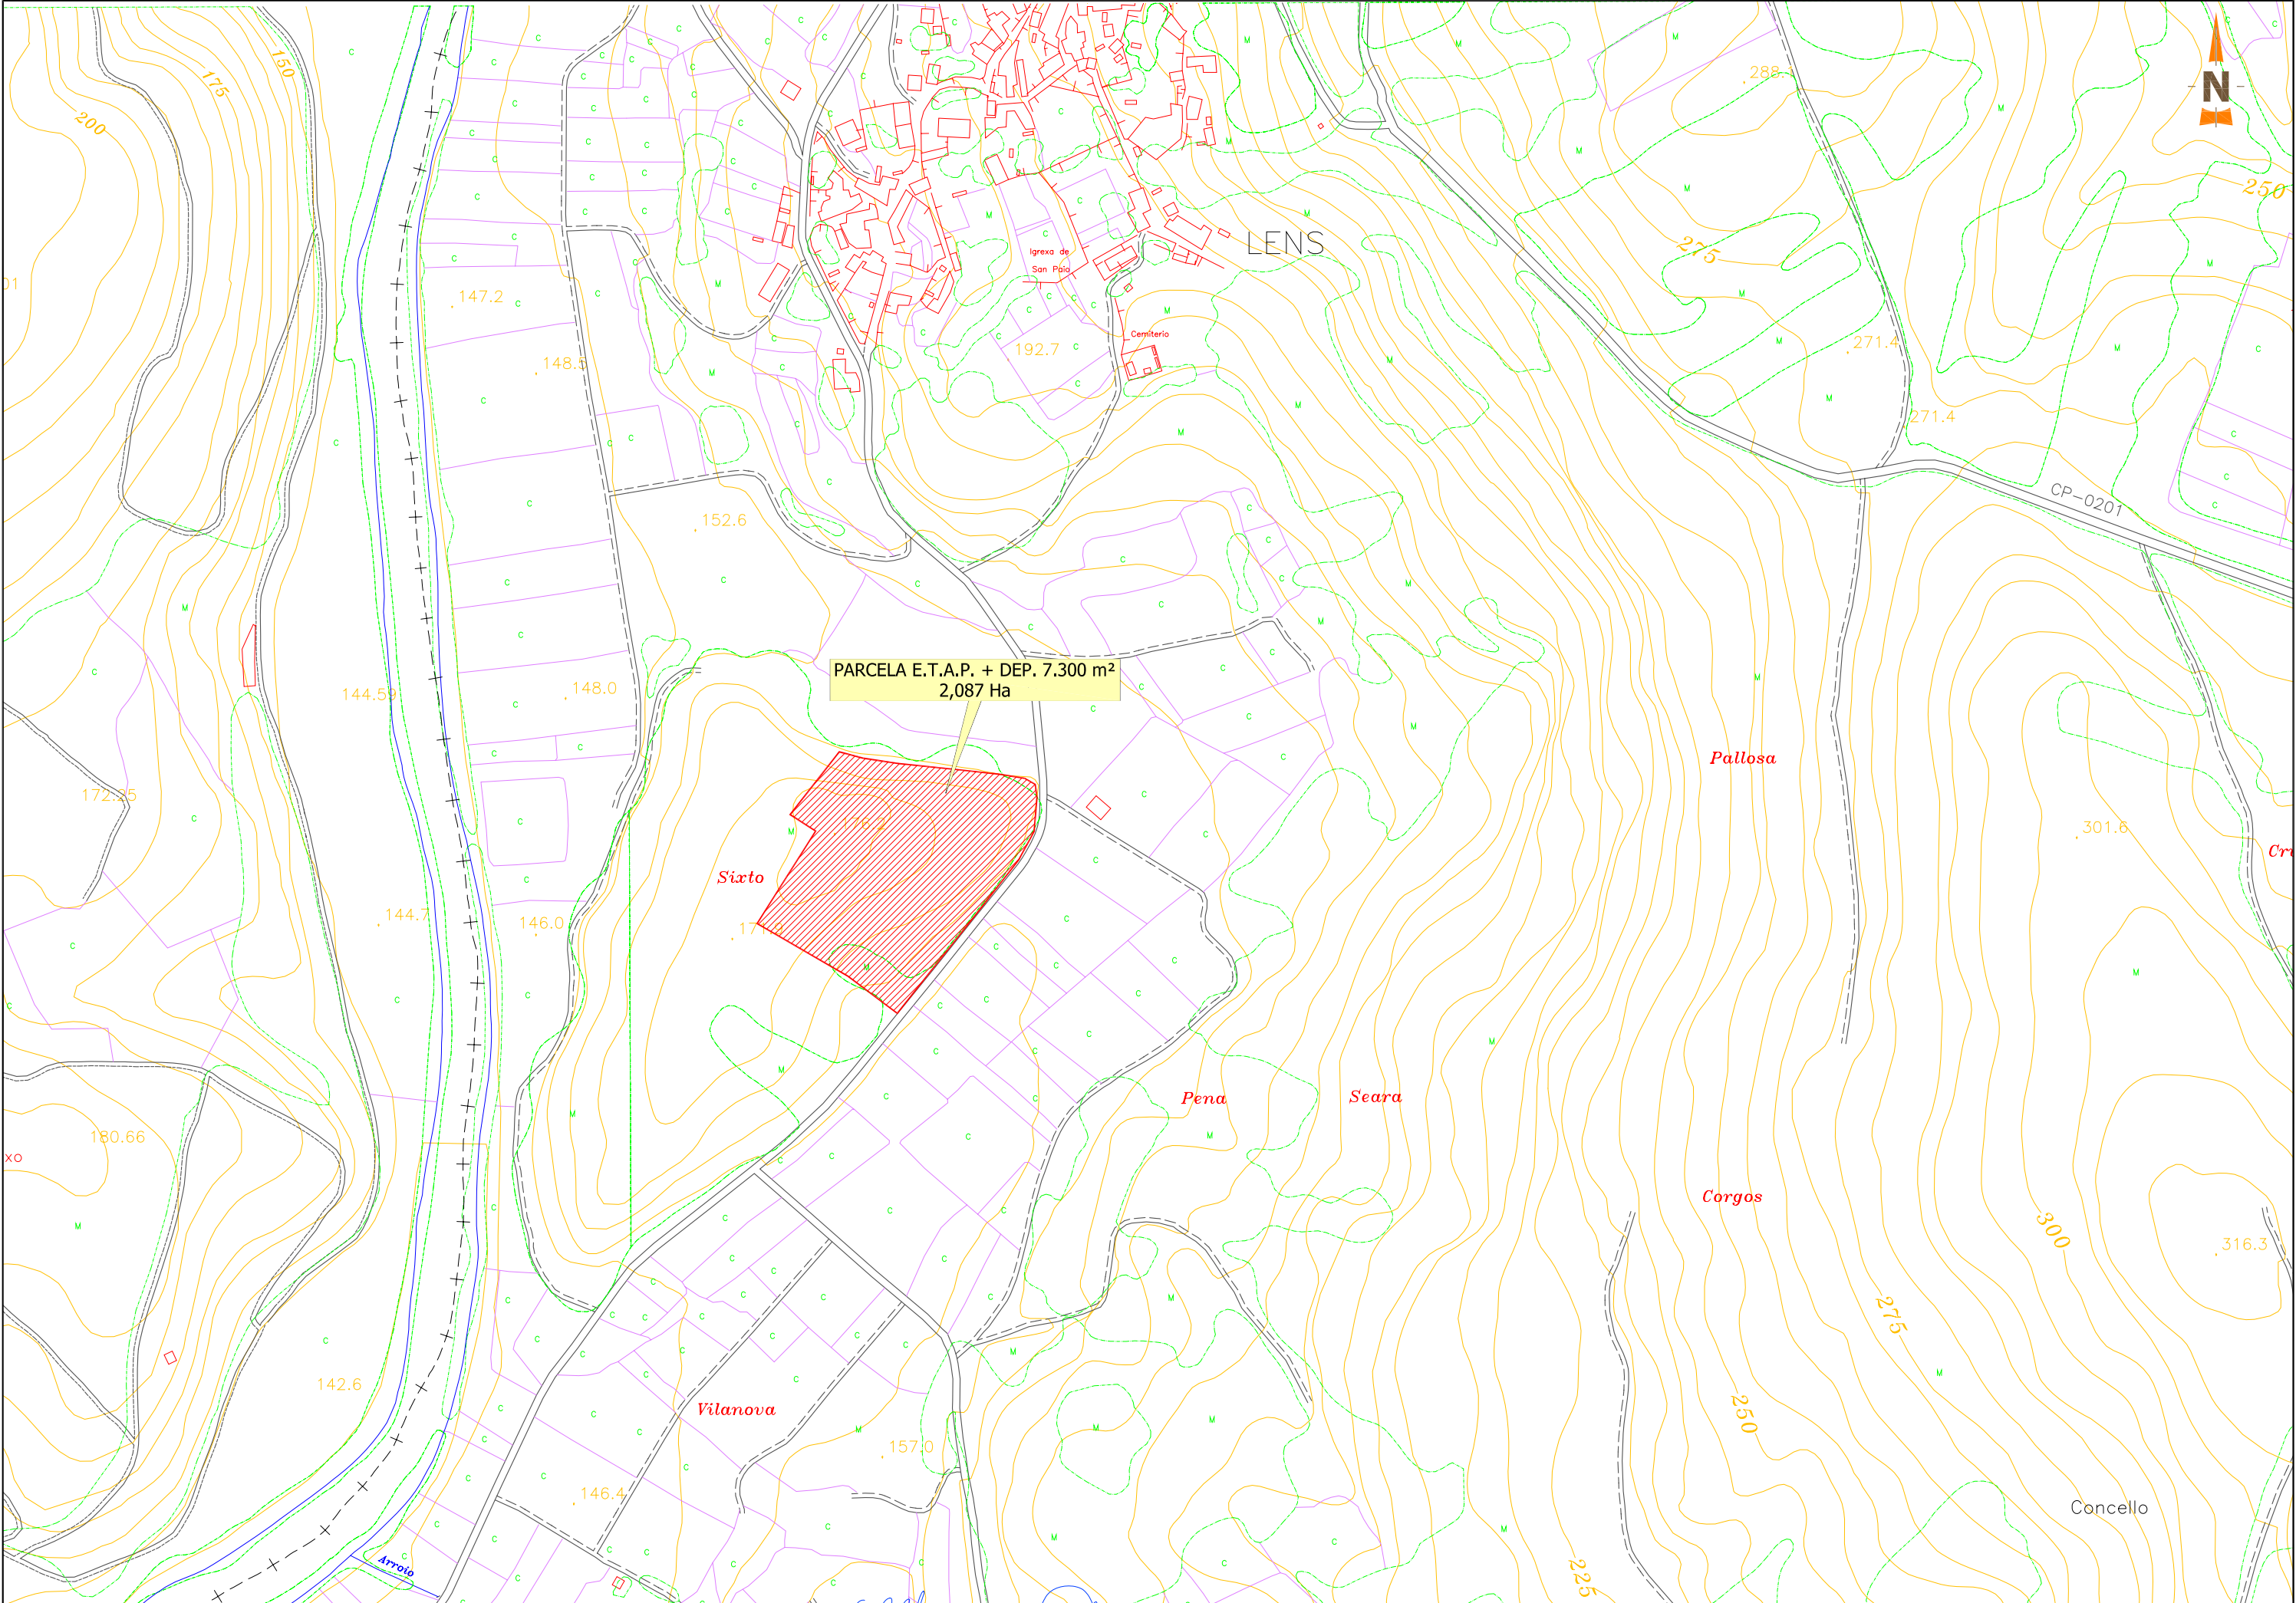 150
175
200
288.
N
250
LENS
275
Igrexa de
San Paio
01
147.2
148.5
192.7
Cemiterio
271.4
271.4
CP-0201
152.6
PARCELA E.T.A.P. + DEP. 7.300 m²
2,087 Ha
144.59
148.0
Pallosa
172.25
301.6
Sixto
144.7
146.0
Pena
Seara
180.66
xo
Corgos
300
316.3
275
142.6
Vilanova
250
157.0
146.4
Concello
Arroio
225